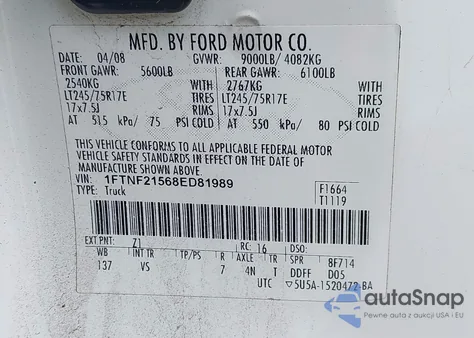 MFD. BY FORD MOTOR CO.
DATE: 04/08 GVWR: 9000LB/ 4082KG
FRONT GAWR: 5600LB REAR GAWR: 6100LB
2540KG WITH 2767KG WITH
LT245/75R17E TIRES LT245/75R17E TIRES
17x7.5J RIMS 17x7.5J RIMS
AT 515 kPa/ 75 PSI COLD AT 550 kPa/ 80 PSI COLD
THIS VEHICLE CONFORMS TO ALL APPLICABLE FEDERAL MOTOR
VEHICLE SAFETY STANDARDS IN EFFECT ON THE DATE OF
MANUFACTURE SHOWN ABOVE.
VIN: 1FTNF21568ED81989 F1664
TYPE: Truck T1119
EXT PNT: Z1 RC: 16 DSO:
WB INT TR TP/PS R AXLE TR SPR 8F714
137 VS 7 4N T DDFF D05
UTC ▽5U5A-1520472-BA
autaSnap
Pewne auta z wszystkich aukcji